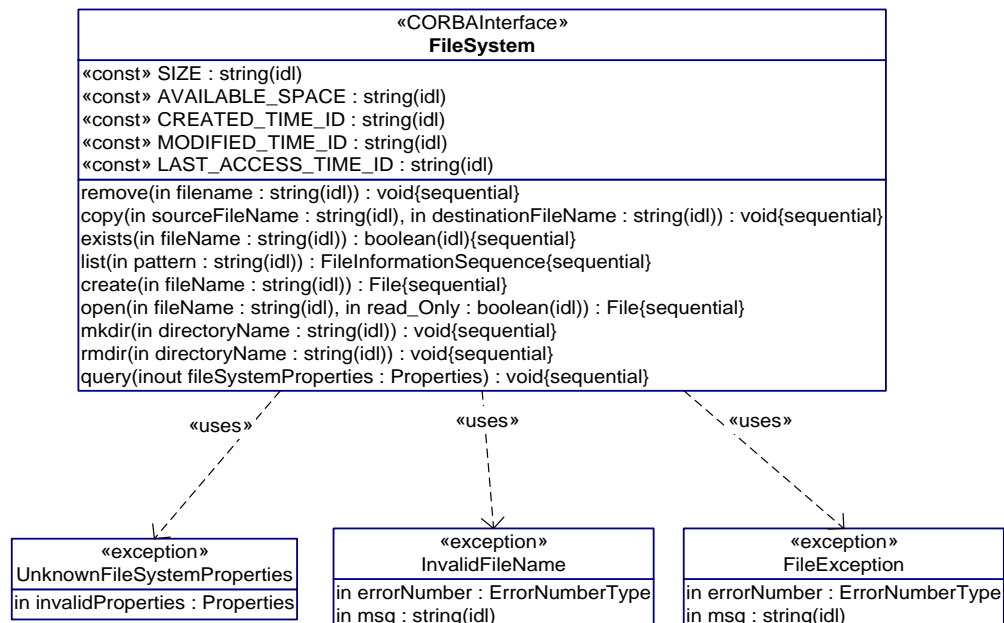 «CORBAInterface»
FileSystem
«const» SIZE : string(idl)
«const» AVAILABLE_SPACE : string(idl)
«const» CREATED_TIME_ID : string(idl)
«const» MODIFIED_TIME_ID : string(idl)
«const» LAST_ACCESS_TIME_ID : string(idl)
remove(in filename : string(idl)) : void{sequential}
copy(in sourceFileName : string(idl), in destinationFileName : string(idl)) : void{sequential}
exists(in fileName : string(idl)) : boolean(idl){sequential}
list(in pattern : string(idl)) : FileInformationSequence{sequential}
create(in fileName : string(idl)) : File{sequential}
open(in fileName : string(idl), in read_Only : boolean(idl)) : File{sequential}
mkdir(in directoryName : string(idl)) : void{sequential}
rmdir(in directoryName : string(idl)) : void{sequential}
query(inout fileSystemProperties : Properties) : void{sequential}
«uses»
«uses»
«uses»
«exception»
UnknownFileSystemProperties
in invalidProperties : Properties
«exception»
InvalidFileName
in errorNumber : ErrorNumberType
in msg : string(idl)
«exception»
FileException
in errorNumber : ErrorNumberType
in msg : string(idl)